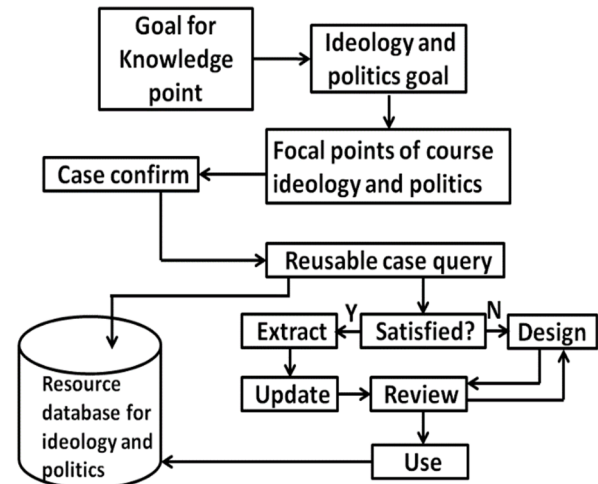 Goal for
Knowledge
point
Ideology and
politics goal
Focal points of course
ideology and politics
Case confirm
Reusable case query
Y
N
Extract
Satisfied?
Design
Update
Review
Use
Resource
database for
ideology and
politics